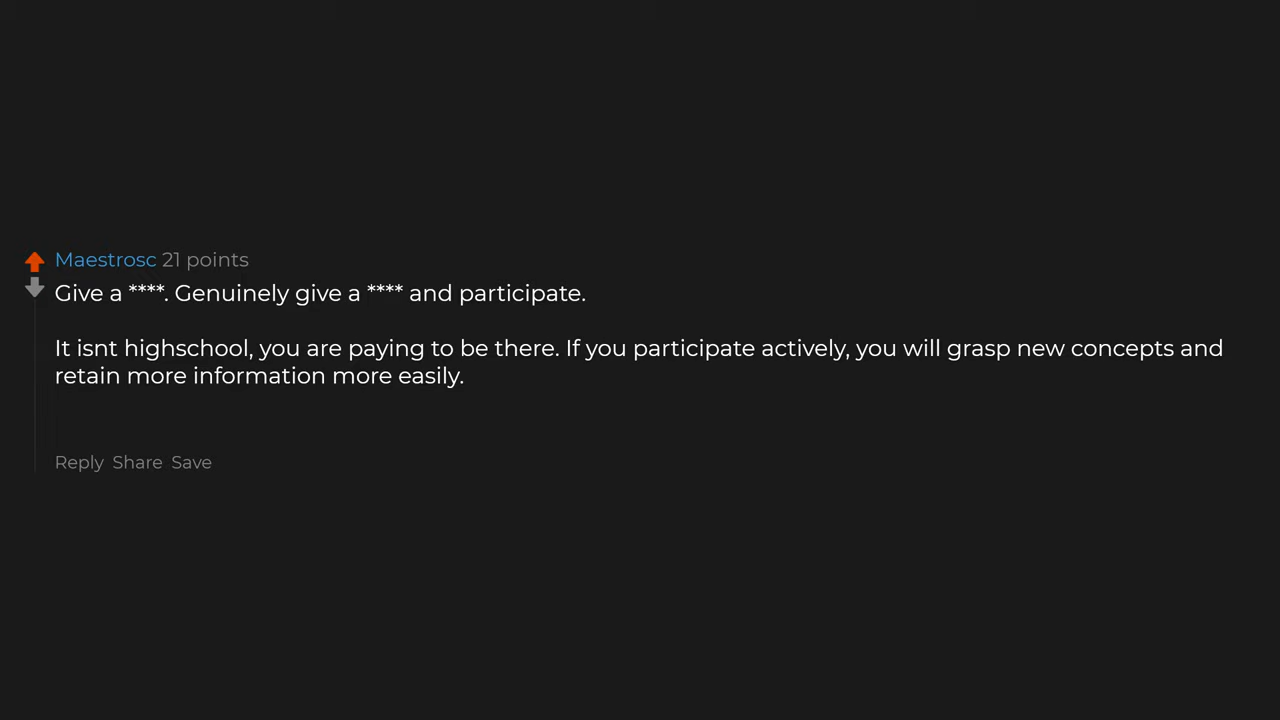 Maestrosc 21 points
Give a ****. Genuinely give a **** and participate.
It isnt highschool, you are paying to be there. If you participate actively, you will grasp new concepts and
retain more information more easily.
Reply Share Save